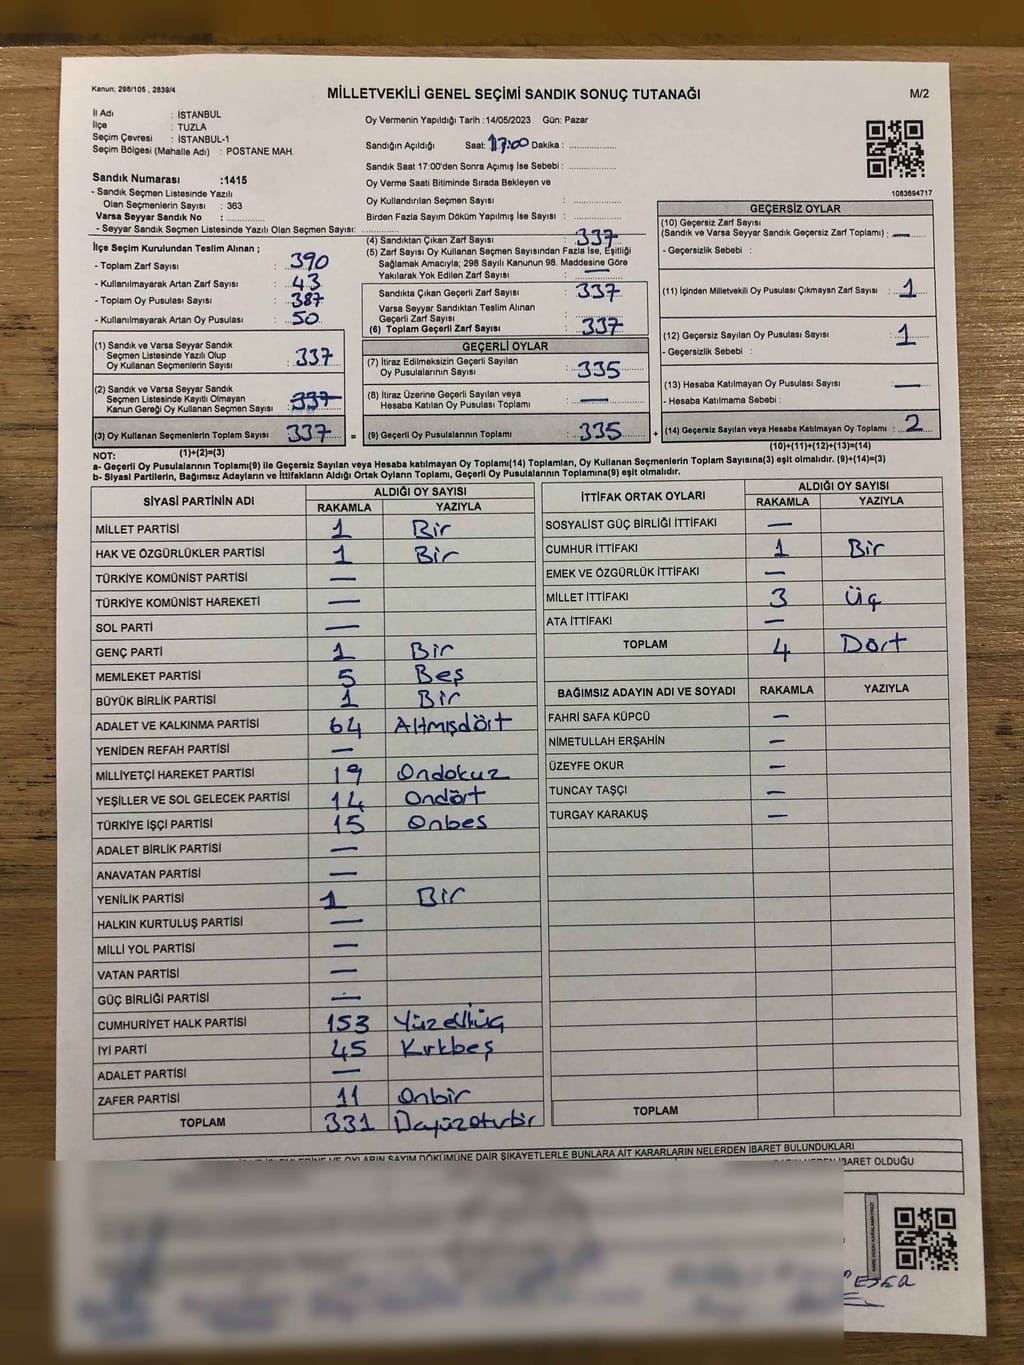 Kanun; 298/105 , 2839/4
MİLLETVEKİLİ GENEL SEÇİMİ SANDIK SONUÇ TUTANAĞI
M/2
İl Adı : İSTANBUL
İlçe : TUZLA
Seçim Çevresi : İSTANBUL-1
Seçim Bölgesi (Mahalle Adı) : POSTANE MAH.
Sandık Numarası :1415
- Sandık Seçmen Listesinde Yazılı
Olan Seçmenlerin Sayısı : 363
Varsa Seyyar Sandık No : ............
- Seyyar Sandık Seçmen Listesinde Yazılı Olan Seçmen Sayısı: ............
Oy Vermenin Yapıldığı Tarih :14/05/2023 Gün: Pazar
Sandığın Açıldığı Saat: 17:00 Dakika : ............
Sandık Saat 17:00'den Sonra Açımış İse Sebebi : ............
Oy Verme Saati Bitiminde Sırada Bekleyen ve
Oy Kullandırılan Seçmen Sayısı : ............
Birden Fazla Sayım Döküm Yapılmış İse Sayısı : ............
1083694717
İlçe Seçim Kurulundan Teslim Alınan ;
- Toplam Zarf Sayısı : 390
- Kullanılmayarak Artan Zarf Sayısı : 43
- Toplam Oy Pusulası Sayısı : 387
- Kullanılmayarak Artan Oy Pusulası : 50
(1) Sandık ve Varsa Seyyar Sandık
Seçmen Listesinde Yazılı Olup
Oy Kullanan Seçmenlerin Sayısı : 337
(2) Sandık ve Varsa Seyyar Sandık
Seçmen Listesinde Kayıtlı Olmayan
Kanun Gereği Oy Kullanan Seçmen Sayısı : 337
(3) Oy Kullanan Seçmenlerin Toplam Sayısı : 337
(1)+(2)=(3)
(4) Sandıktan Çıkan Zarf Sayısı : 337
(5) Zarf Sayısı Oy Kullanan Seçmen Sayısından Fazla İse, Eşitliği
Sağlamak Amacıyla; 298 Sayılı Kanunun 98. Maddesine Göre
Yakılarak Yok Edilen Zarf Sayısı : —
Sandıkta Çıkan Geçerli Zarf Sayısı : 337
Varsa Seyyar Sandıktan Teslim Alınan
Geçerli Zarf Sayısı : ............
(6) Toplam Geçerli Zarf Sayısı : 337
GEÇERLİ OYLAR
(7) İtiraz Edilmeksizin Geçerli Sayılan
Oy Pusulalarının Sayısı : 335
(8) İtiraz Üzerine Geçerli Sayılan veya
Hesaba Katılan Oy Pusulası Toplamı : —
= (9) Geçerli Oy Pusulalarının Toplamı : 335 +
GEÇERSİZ OYLAR
(10) Geçersiz Zarf Sayısı
(Sandık ve Varsa Seyyar Sandık Geçersiz Zarf Toplamı) : —
- Geçersizlik Sebebi :
(11) İçinden Milletvekili Oy Pusulası Çıkmayan Zarf Sayısı : 1
(12) Geçersiz Sayılan Oy Pusulası Sayısı : 1
- Geçersizlik Sebebi :
(13) Hesaba Katılmayan Oy Pusulası Sayısı : —
- Hesaba Katılmama Sebebi :
(14) Geçersiz Sayılan veya Hesaba Katılmayan Oy Toplamı : 2
(10)+(11)+(12)+(13)=(14)
NOT:
a- Geçerli Oy Pusulalarının Toplamı(9) ile Geçersiz Sayılan veya Hesaba katılmayan Oy Toplamı(14) Toplamları, Oy Kullanan Seçmenlerin Toplam Sayısına(3) eşit olmalıdır. (9)+(14)=(3)
b- Siyasi Partilerin, Bağımsız Adayların ve İttifakların Aldığı Ortak Oyların Toplamı, Geçerli Oy Pusulalarının Toplamına(9) eşit olmalıdır.
SİYASİ PARTİNİN ADI ALDIĞI OY SAYISI
RAKAMLA YAZIYLA
MİLLET PARTİSİ 1 Bir
HAK VE ÖZGÜRLÜKLER PARTİSİ 1 Bir
TÜRKİYE KOMÜNİST PARTİSİ —
TÜRKİYE KOMÜNİST HAREKETİ —
SOL PARTİ —
GENÇ PARTİ 1 Bir
MEMLEKET PARTİSİ 5 Beş
BÜYÜK BİRLİK PARTİSİ 1 Bir
ADALET VE KALKINMA PARTİSİ 64 Altmışdört
YENİDEN REFAH PARTİSİ —
MİLLİYETÇİ HAREKET PARTİSİ 19 Ondokuz
YEŞİLLER VE SOL GELECEK PARTİSİ 14 Ondört
TÜRKİYE İŞÇİ PARTİSİ 15 Onbeş
ADALET BİRLİK PARTİSİ —
ANAVATAN PARTİSİ —
YENİLİK PARTİSİ 1 Bir
HALKIN KURTULUŞ PARTİSİ —
MİLLİ YOL PARTİSİ —
VATAN PARTİSİ —
GÜÇ BİRLİĞİ PARTİSİ —
CUMHURİYET HALK PARTİSİ 153 Yüzelliüç
İYİ PARTİ 45 Kırkbeş
ADALET PARTİSİ —
ZAFER PARTİSİ 11 Onbir
TOPLAM 331 Üçyüzotuzbir
İTTİFAK ORTAK OYLARI ALDIĞI OY SAYISI
RAKAMLA YAZIYLA
SOSYALİST GÜÇ BİRLİĞİ İTTİFAKI —
CUMHUR İTTİFAKI 1 Bir
EMEK VE ÖZGÜRLÜK İTTİFAKI —
MİLLET İTTİFAKI 3 Üç
ATA İTTİFAKI —
TOPLAM 4 Dört
BAĞIMSIZ ADAYIN ADI VE SOYADI RAKAMLA YAZIYLA
FAHRİ SAFA KÜPCÜ —
NİMETULLAH ERŞAHİN —
ÜZEYFE OKUR —
TUNCAY TAŞÇI —
TURGAY KARAKUŞ —
TOPLAM
OYLARIN SAYIM DÖKÜMÜNE DAİR ŞİKAYETLERLE BUNLARA AİT KARARLARIN NELERDEN İBARET BULUNDUKLARI
İBARET OLDUĞU